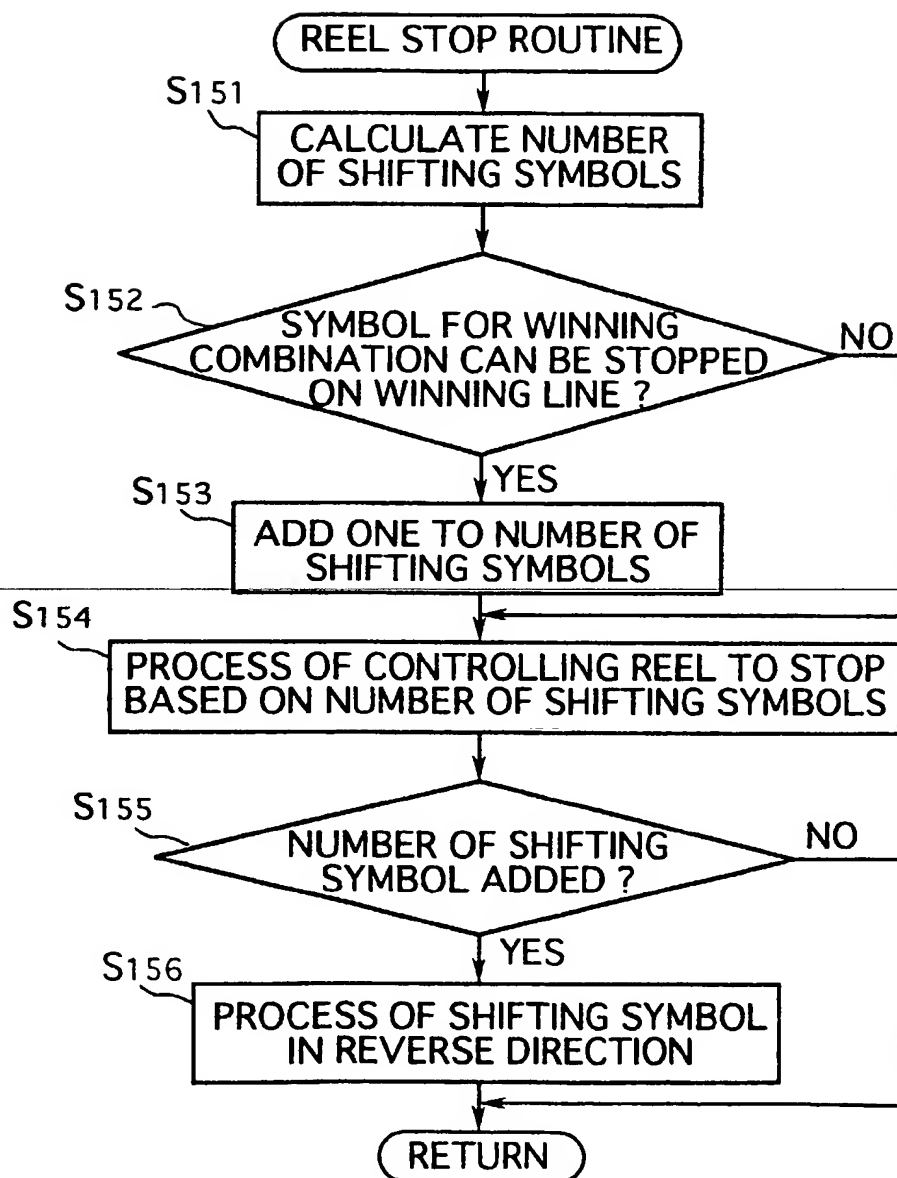 REEL STOP ROUTINE
S151
CALCULATE NUMBER
OF SHIFTING SYMBOLS
S152
SYMBOL FOR WINNING
COMBINATION CAN BE STOPPED
ON WINNING LINE ?
NO
YES
S153
ADD ONE TO NUMBER OF
SHIFTING SYMBOLS
S154
PROCESS OF CONTROLLING REEL TO STOP
BASED ON NUMBER OF SHIFTING SYMBOLS
S155
NUMBER OF SHIFTING
SYMBOL ADDED ?
NO
YES
S156
PROCESS OF SHIFTING SYMBOL
IN REVERSE DIRECTION
RETURN